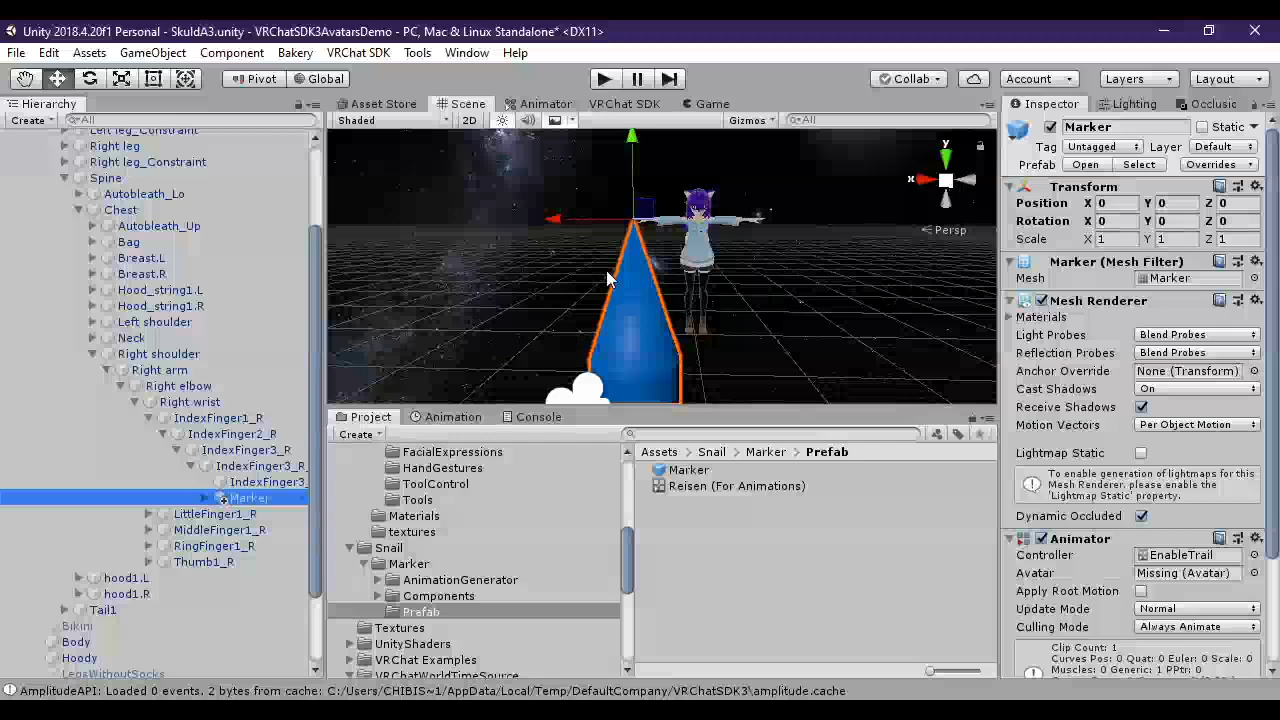 Unity 2018.4.20f1 Personal - SkuldA3.unity - VRChatSDK3AvatarsDemo - PC, Mac & Linux Standalone* <DX11>
File Edit Assets GameObject Component Bakery VRChat SDK Tools Window Help
Pivot Global Collab Account Layers Layout
Hierarchy
Create All
Left leg_Constraint
Right leg
Right leg_Constraint
Spine
Autobleath_Lo
Chest
Autobleath_Up
Bag
Breast.L
Breast.R
Hood_string1.L
Hood_string1.R
Left shoulder
Neck
Right shoulder
Right arm
Right elbow
Right wrist
IndexFinger1_R
IndexFinger2_R
IndexFinger3_R
IndexFinger3_R_
IndexFinger3_
Marker
LittleFinger1_R
MiddleFinger1_R
RingFinger1_R
Thumb1_R
hood1.L
hood1.R
Tail1
Bikini
Body
Hoody
LegsWithoutSocks
Asset Store Scene Animator VRChat SDK Game
Shaded 2D Gizmos All
y
x
Persp
Project Animation Console
Create
FacialExpressions
HandGestures
ToolControl
Tools
Materials
textures
Snail
Marker
AnimationGenerator
Components
Prefab
Textures
UnityShaders
VRChat Examples
VRChatWorldTimeSource
Assets Snail Marker Prefab
Marker
Reisen (For Animations)
Inspector Lighting Occlusic
Marker Static
Tag Untagged Layer Default
Prefab Open Select Overrides
Transform
Position X 0 Y 0 Z 0
Rotation X 0 Y 0 Z 0
Scale X 1 Y 1 Z 1
Marker (Mesh Filter)
Mesh Marker
Mesh Renderer
Materials
Light Probes Blend Probes
Reflection Probes Blend Probes
Anchor Override None (Transform)
Cast Shadows On
Receive Shadows
Motion Vectors Per Object Motion
Lightmap Static
To enable generation of lightmaps for this
Mesh Renderer, please enable the
'Lightmap Static' property.
Dynamic Occluded
Animator
Controller EnableTrail
Avatar Missing (Avatar)
Apply Root Motion
Update Mode Normal
Culling Mode Always Animate
Clip Count: 1
Curves Pos: 0 Quat: 0 Euler: 0 Scale: 0
Muscles: 0 Generic: 1 PPtr: 0
AmplitudeAPI: Loaded 0 events, 2 bytes from cache: C:/Users/CHIBIS~1/AppData/Local/Temp/DefaultCompany/VRChatSDK3\amplitude.cache